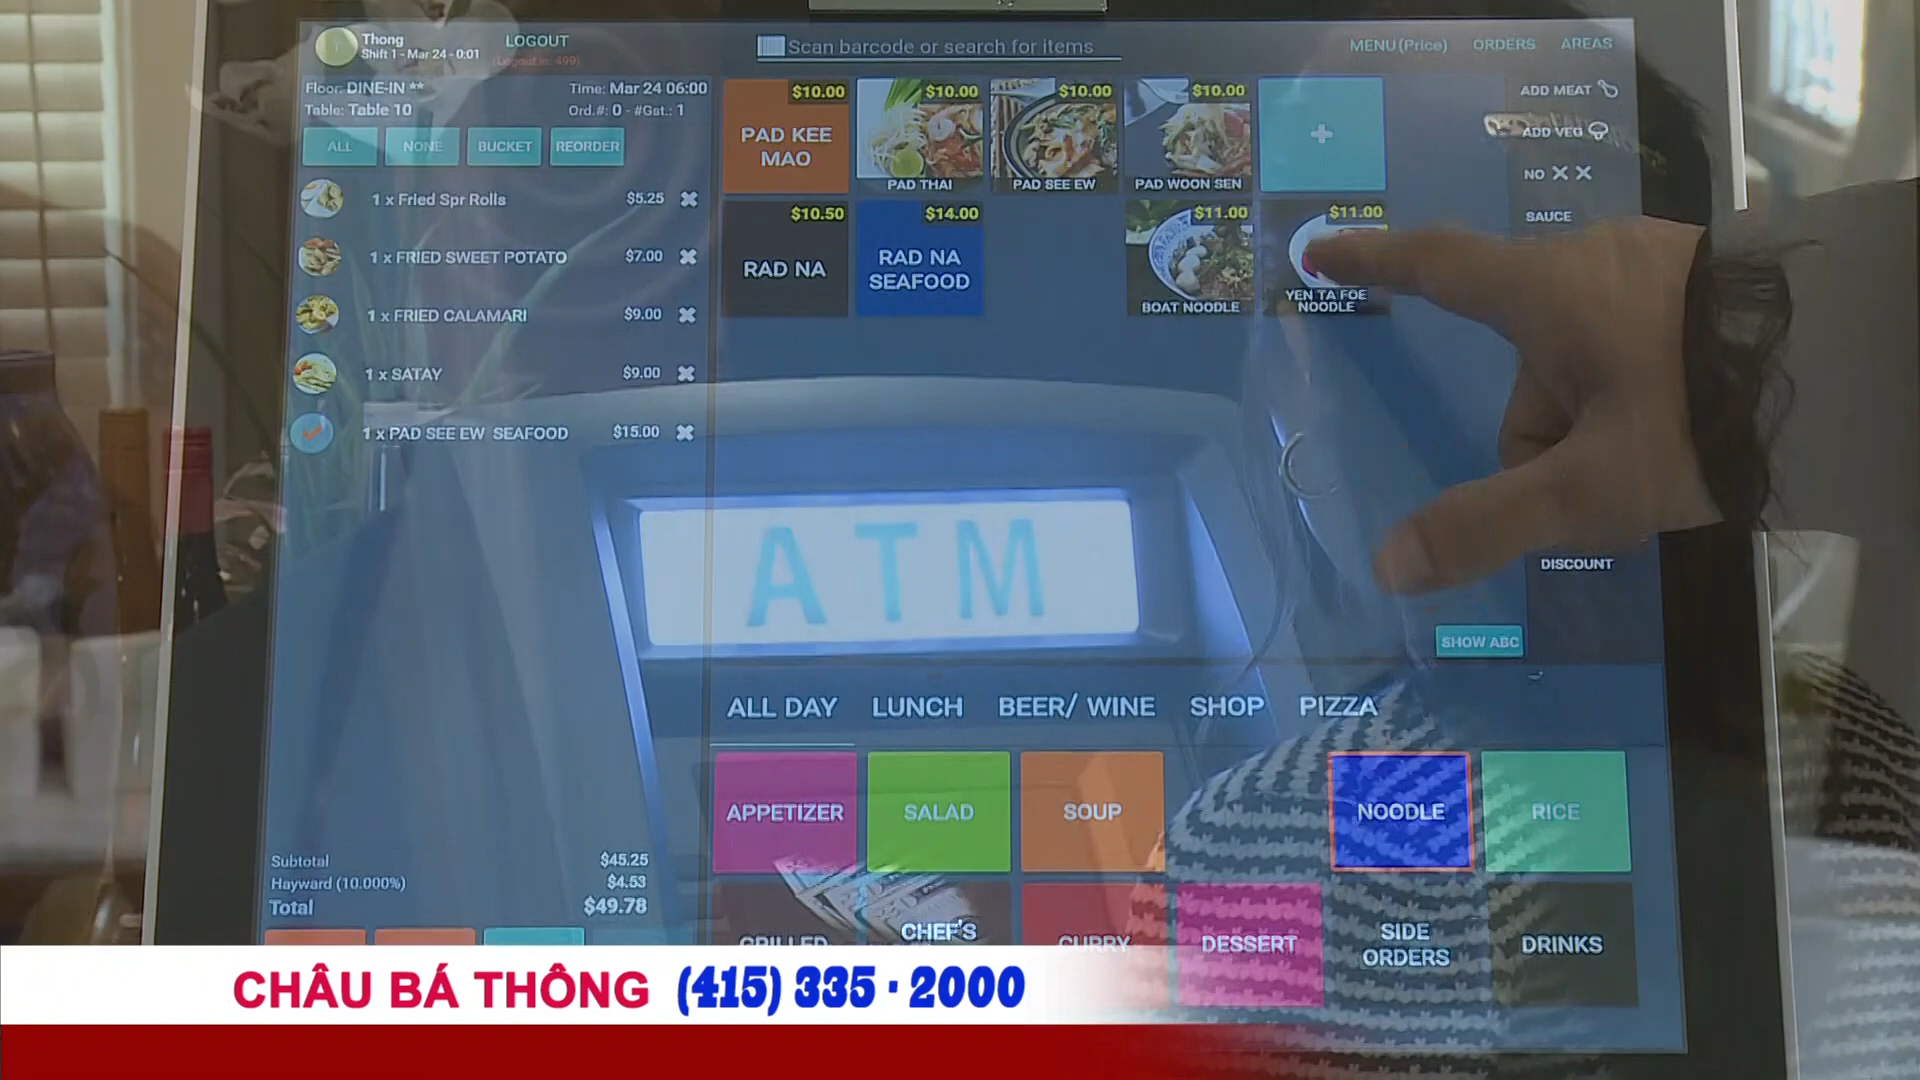 Thong
Shift 1 - Mar 24 - 0:01
LOGOUT
(Logout in: 499)
Scan barcode or search for items
MENU(Price)
ORDERS
AREAS
Floor: DINE-IN **
Time: Mar 24 06:00
Table: Table 10
Ord.#: 0 - #Gst.: 1
ALL
NONE
BUCKET
REORDER
1 x Fried Spr Rolls $5.25
1 x FRIED SWEET POTATO $7.00
1 x FRIED CALAMARI $9.00
1 x SATAY $9.00
1 x PAD SEE EW SEAFOOD $15.00
Subtotal $45.25
Hayward (10.000%) $4.53
Total $49.78
$10.00
PAD KEE
MAO
$10.00
PAD THAI
$10.00
PAD SEE EW
$10.00
PAD WOON SEN
+
$10.50
RAD NA
$14.00
RAD NA
SEAFOOD
$11.00
BOAT NOODLE
$11.00
YEN TA FOE
NOODLE
ADD MEAT
ADD VEG
NO
SAUCE
DISCOUNT
SHOW ABC
ATM
ALL DAY
LUNCH
BEER/ WINE
SHOP
PIZZA
APPETIZER
SALAD
SOUP
NOODLE
RICE
GRILLED
CHEF'S
CURRY
DESSERT
SIDE
ORDERS
DRINKS
CHÂU BÁ THÔNG (415) 335 · 2000